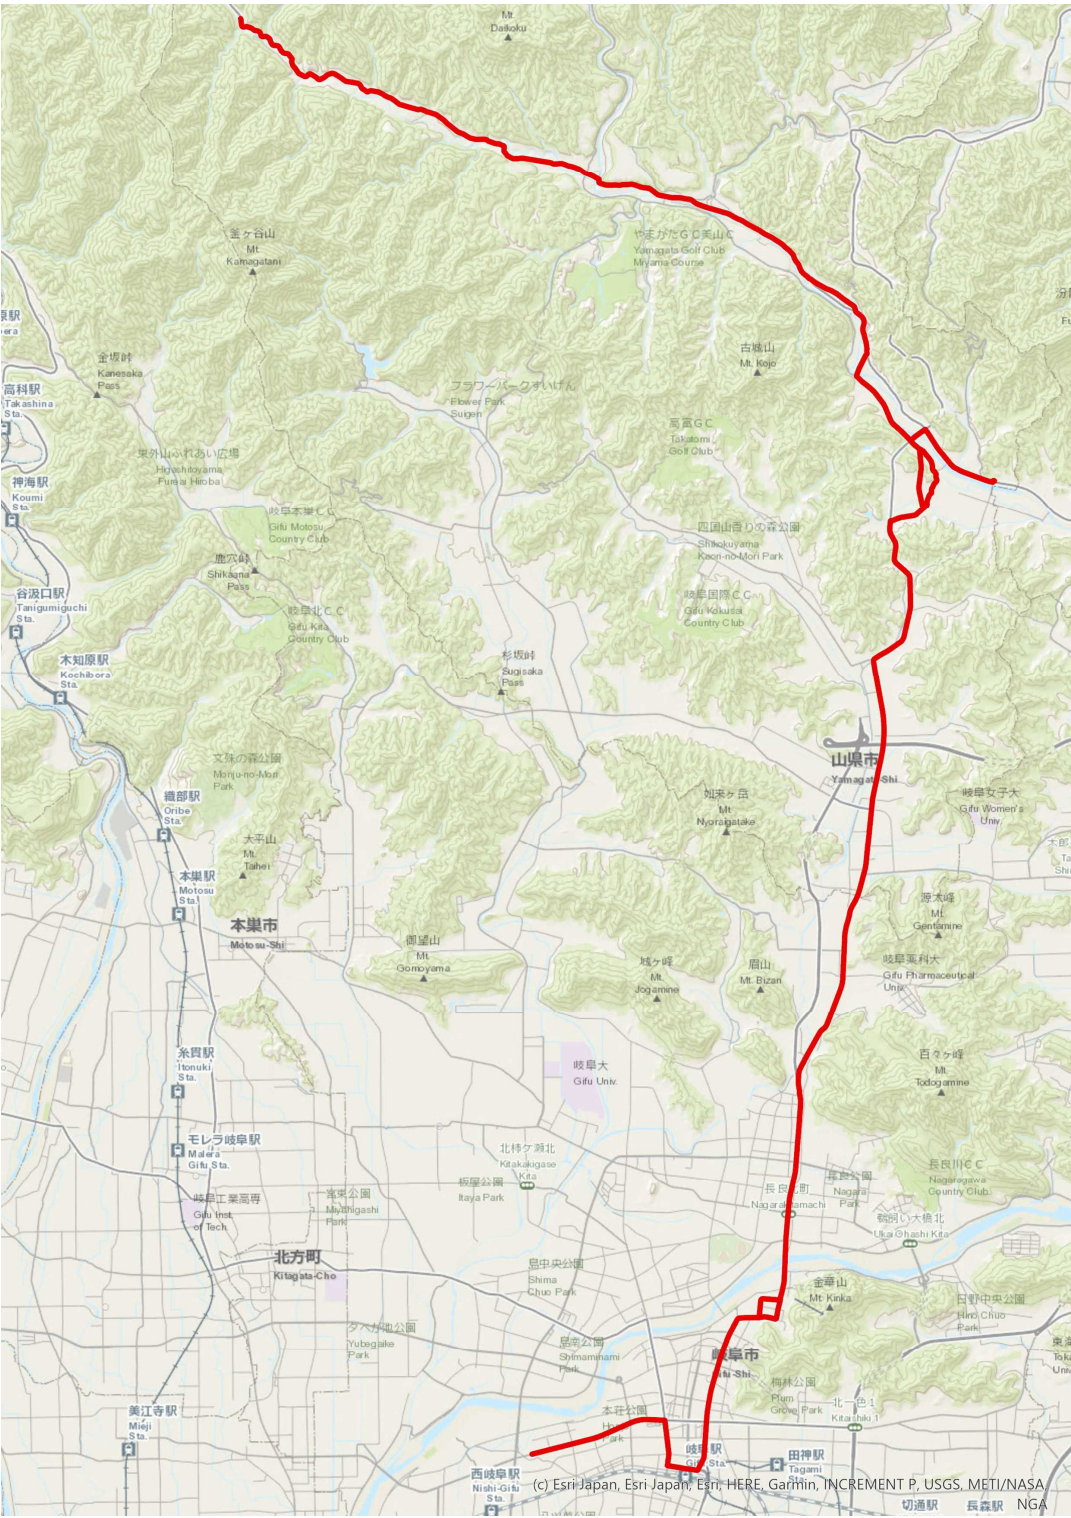 Mt.
Daikoku
釜ヶ谷山
Mt.
Kamagatani
やまがたＧＣ美山Ｃ
Yamagata Golf Club
Miyama Course
原駅
金坂峠
Kanesaka
Pass
古城山
Mt. Kojo
高科駅
Takashina
Sta.
フラワーパークすいげん
Flower Park
Suigen
高富ＧＣ
Takatomi
Golf Club
東外山ふれあい広場
Higashitoyama
Fureai Hiroba
神海駅
Koumi
Sta.
岐阜本巣ＣＣ
Gifu Motosu
Country Club
四国山香りの森公園
Shikokuyama
Kaori-no-Mori Park
鹿穴峠
Shikaana
Pass
谷汲口駅
Tanigumiguchi
Sta.
岐阜北ＣＣ
Gifu Kita
Country Club
岐阜国際ＣＣ
Gifu Kokusai
Country Club
木知原駅
Kochibora
Sta.
杉坂峠
Sugisaka
Pass
文殊の森公園
Monju-no-Mori
Park
山県市
Yamagata-Shi
織部駅
Oribe
Sta.
如来ヶ岳
Mt.
Nyoraigatake
岐阜女子大
Gifu Women's
Univ.
大平山
Mt.
Taihei
本巣駅
Motosu
Sta.
源太峰
Mt.
Gentamine
本巣市
Motosu-Shi
御望山
Mt.
Gomoyama
城ヶ峰
Mt.
Jogamine
眉山
Mt. Bizan
岐阜薬科大
Gifu Pharmaceutical
Univ.
糸貫駅
Itonuki
Sta.
岐阜大
Gifu Univ.
百々ヶ峰
Mt.
Todogamine
モレラ岐阜駅
Malera
Gifu Sta.
北柿ケ瀬北
Kitakakigase
Kita
板屋公園
Itaya Park
長良公園
Nagara
Park
長良川ＣＣ
Nagaragawa
Country Club
岐阜工業高専
Gifu Inst.
of Tech.
宮東公園
Miyahigashi
Park
鵜飼い大橋北
Ukai Ohashi Kita
北方町
Kitagata-Cho
島中央公園
Shima
Chuo Park
金華山
Mt. Kinka
日野中央公園
Hino Chuo
Park
夕べが池公園
Yubegaike
Park
島南公園
Shimaminami
Park
岐阜市
梅林公園
Plum
Grove Park
美江寺駅
Mieji
Sta.
本荘公園
北一色1
Kitaishiki 1
岐阜駅
田神駅
Tagami
西岐阜駅
Nishi-Gifu
Sta.
(c) Esri Japan, Esri Japan, Esri, HERE, Garmin, INCREMENT P, USGS, METI/NASA,
NGA
切通駅
長森駅